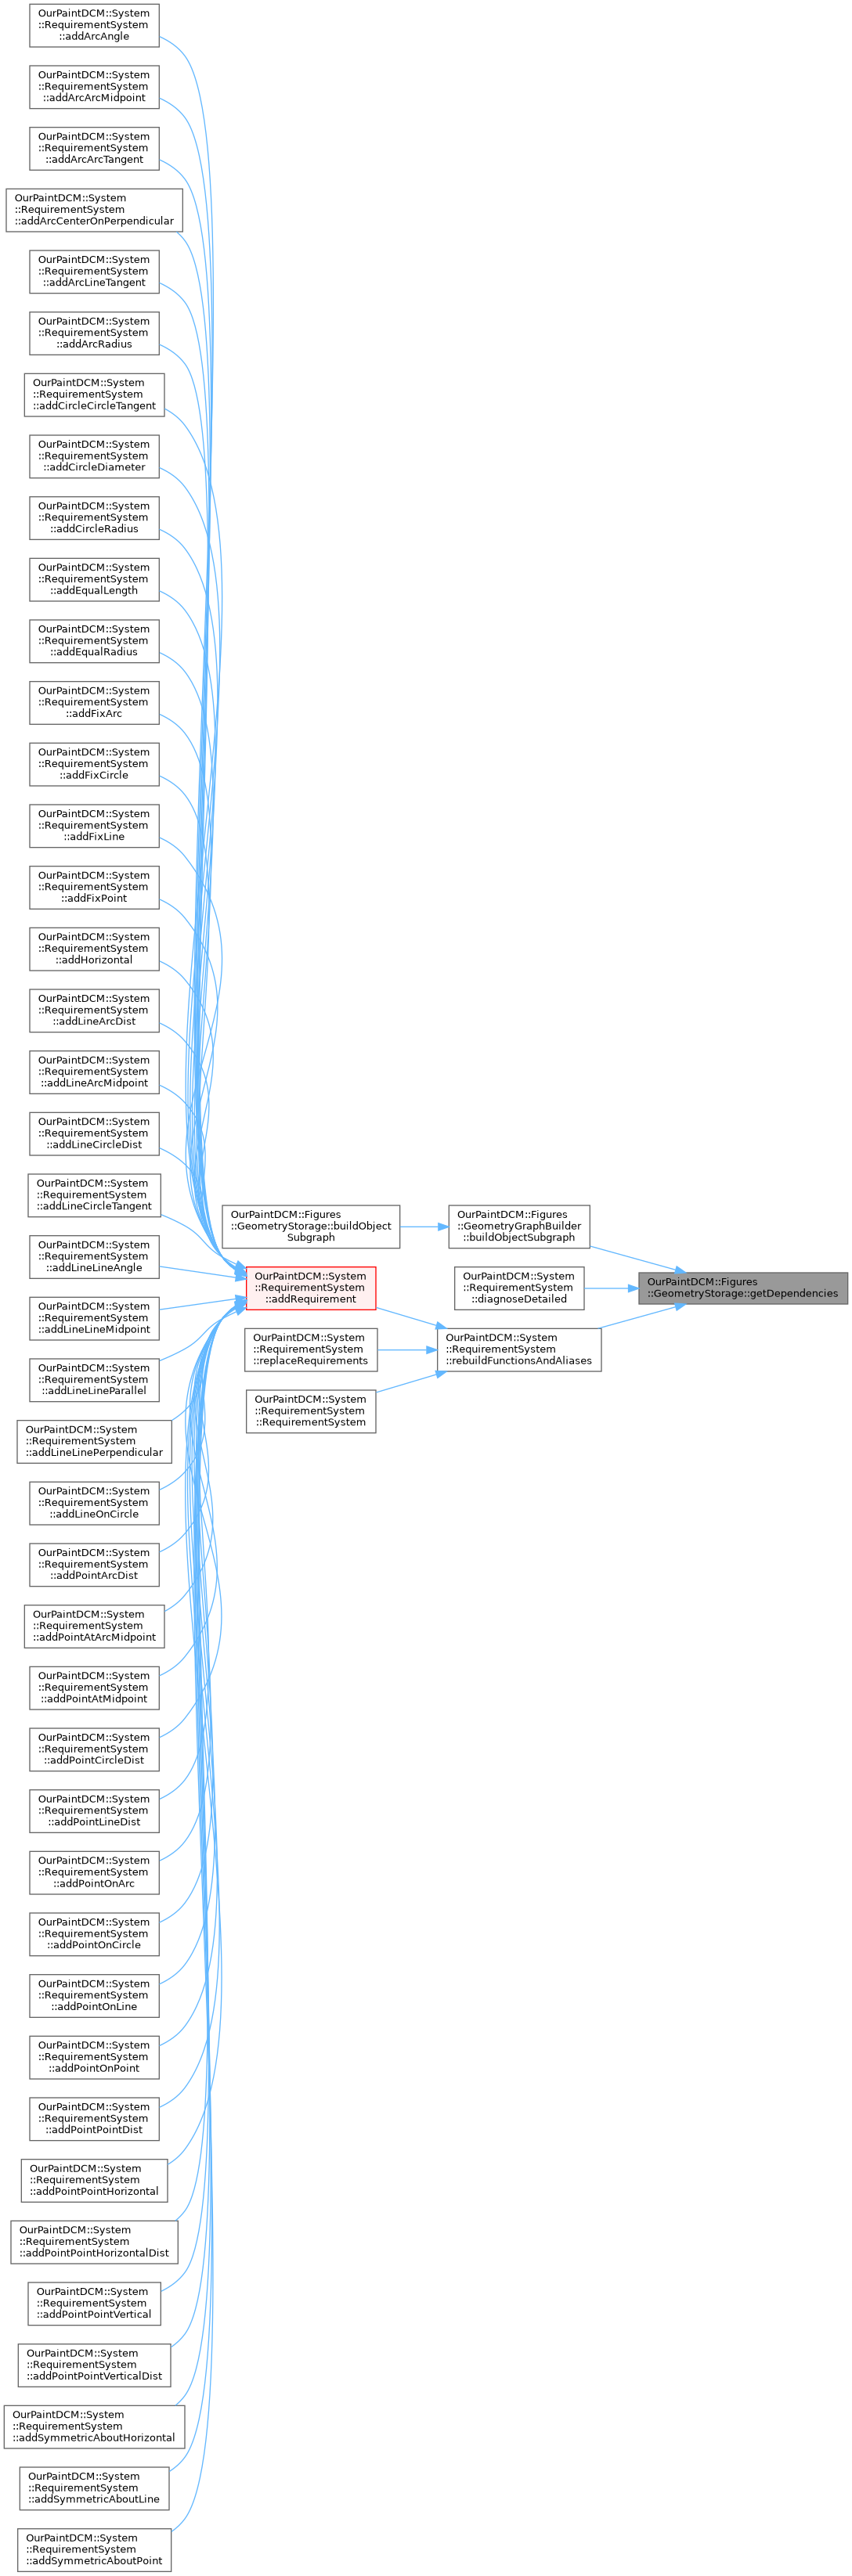 OurPaintDCM::System
::RequirementSystem
::addArcAngle
OurPaintDCM::System
::RequirementSystem
::addArcArcMidpoint
OurPaintDCM::System
::RequirementSystem
::addArcArcTangent
OurPaintDCM::System
::RequirementSystem
::addArcCenterOnPerpendicular
OurPaintDCM::System
::RequirementSystem
::addArcLineTangent
OurPaintDCM::System
::RequirementSystem
::addArcRadius
OurPaintDCM::System
::RequirementSystem
::addCircleCircleTangent
OurPaintDCM::System
::RequirementSystem
::addCircleDiameter
OurPaintDCM::System
::RequirementSystem
::addCircleRadius
OurPaintDCM::System
::RequirementSystem
::addEqualLength
OurPaintDCM::System
::RequirementSystem
::addEqualRadius
OurPaintDCM::System
::RequirementSystem
::addFixArc
OurPaintDCM::System
::RequirementSystem
::addFixCircle
OurPaintDCM::System
::RequirementSystem
::addFixLine
OurPaintDCM::System
::RequirementSystem
::addFixPoint
OurPaintDCM::System
::RequirementSystem
::addHorizontal
OurPaintDCM::System
::RequirementSystem
::addLineArcDist
OurPaintDCM::System
::RequirementSystem
::addLineArcMidpoint
OurPaintDCM::System
::RequirementSystem
::addLineCircleDist
OurPaintDCM::System
::RequirementSystem
::addLineCircleTangent
OurPaintDCM::System
::RequirementSystem
::addLineLineAngle
OurPaintDCM::System
::RequirementSystem
::addLineLineMidpoint
OurPaintDCM::System
::RequirementSystem
::addLineLineParallel
OurPaintDCM::System
::RequirementSystem
::addLineLinePerpendicular
OurPaintDCM::System
::RequirementSystem
::addLineOnCircle
OurPaintDCM::System
::RequirementSystem
::addPointArcDist
OurPaintDCM::System
::RequirementSystem
::addPointAtArcMidpoint
OurPaintDCM::System
::RequirementSystem
::addPointAtMidpoint
OurPaintDCM::System
::RequirementSystem
::addPointCircleDist
OurPaintDCM::System
::RequirementSystem
::addPointLineDist
OurPaintDCM::System
::RequirementSystem
::addPointOnArc
OurPaintDCM::System
::RequirementSystem
::addPointOnCircle
OurPaintDCM::System
::RequirementSystem
::addPointOnLine
OurPaintDCM::System
::RequirementSystem
::addPointOnPoint
OurPaintDCM::System
::RequirementSystem
::addPointPointDist
OurPaintDCM::System
::RequirementSystem
::addPointPointHorizontal
OurPaintDCM::System
::RequirementSystem
::addPointPointHorizontalDist
OurPaintDCM::System
::RequirementSystem
::addPointPointVertical
OurPaintDCM::System
::RequirementSystem
::addPointPointVerticalDist
OurPaintDCM::System
::RequirementSystem
::addSymmetricAboutHorizontal
OurPaintDCM::System
::RequirementSystem
::addSymmetricAboutLine
OurPaintDCM::System
::RequirementSystem
::addSymmetricAboutPoint
OurPaintDCM::Figures
::GeometryStorage::buildObject
Subgraph
OurPaintDCM::System
::RequirementSystem
::addRequirement
OurPaintDCM::System
::RequirementSystem
::replaceRequirements
OurPaintDCM::System
::RequirementSystem
::RequirementSystem
OurPaintDCM::Figures
::GeometryGraphBuilder
::buildObjectSubgraph
OurPaintDCM::System
::RequirementSystem
::diagnoseDetailed
OurPaintDCM::System
::RequirementSystem
::rebuildFunctionsAndAliases
OurPaintDCM::Figures
::GeometryStorage::getDependencies